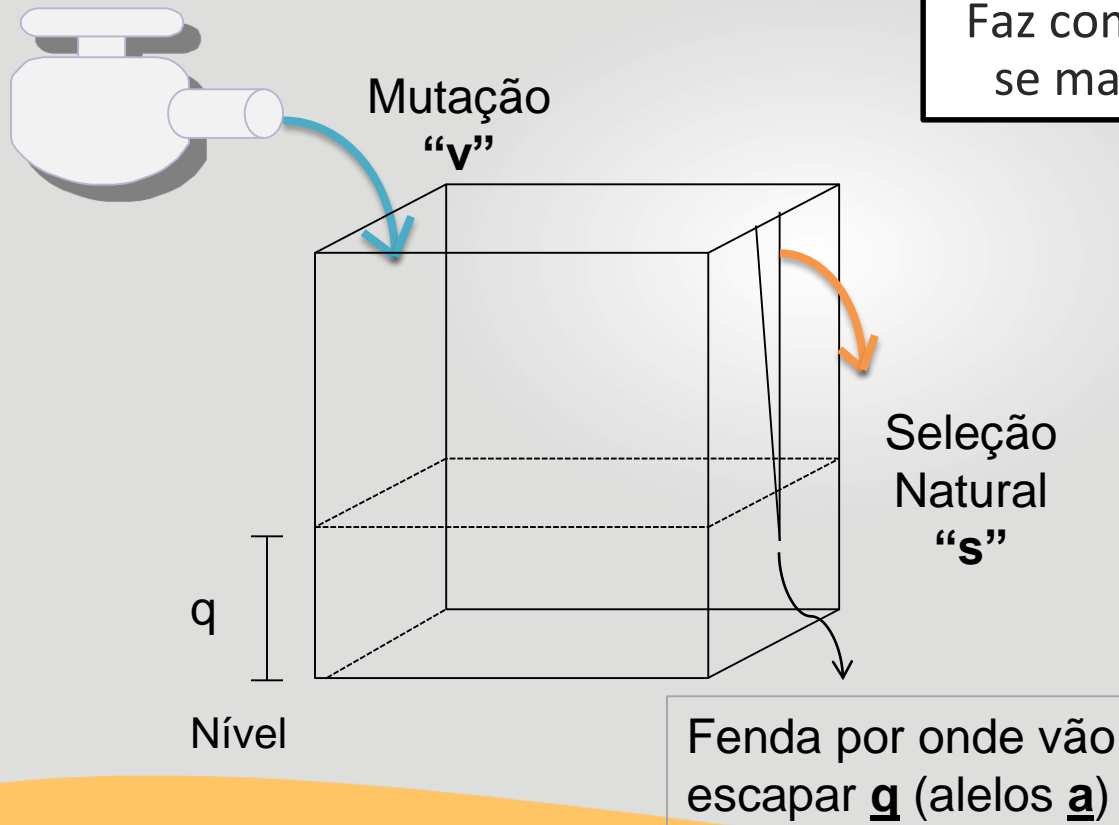 Faz con
se ma
Mutação
“v”
Seleção
Natural
“s”
q
Nível
Fenda por onde vão
escapar q (alelos a)